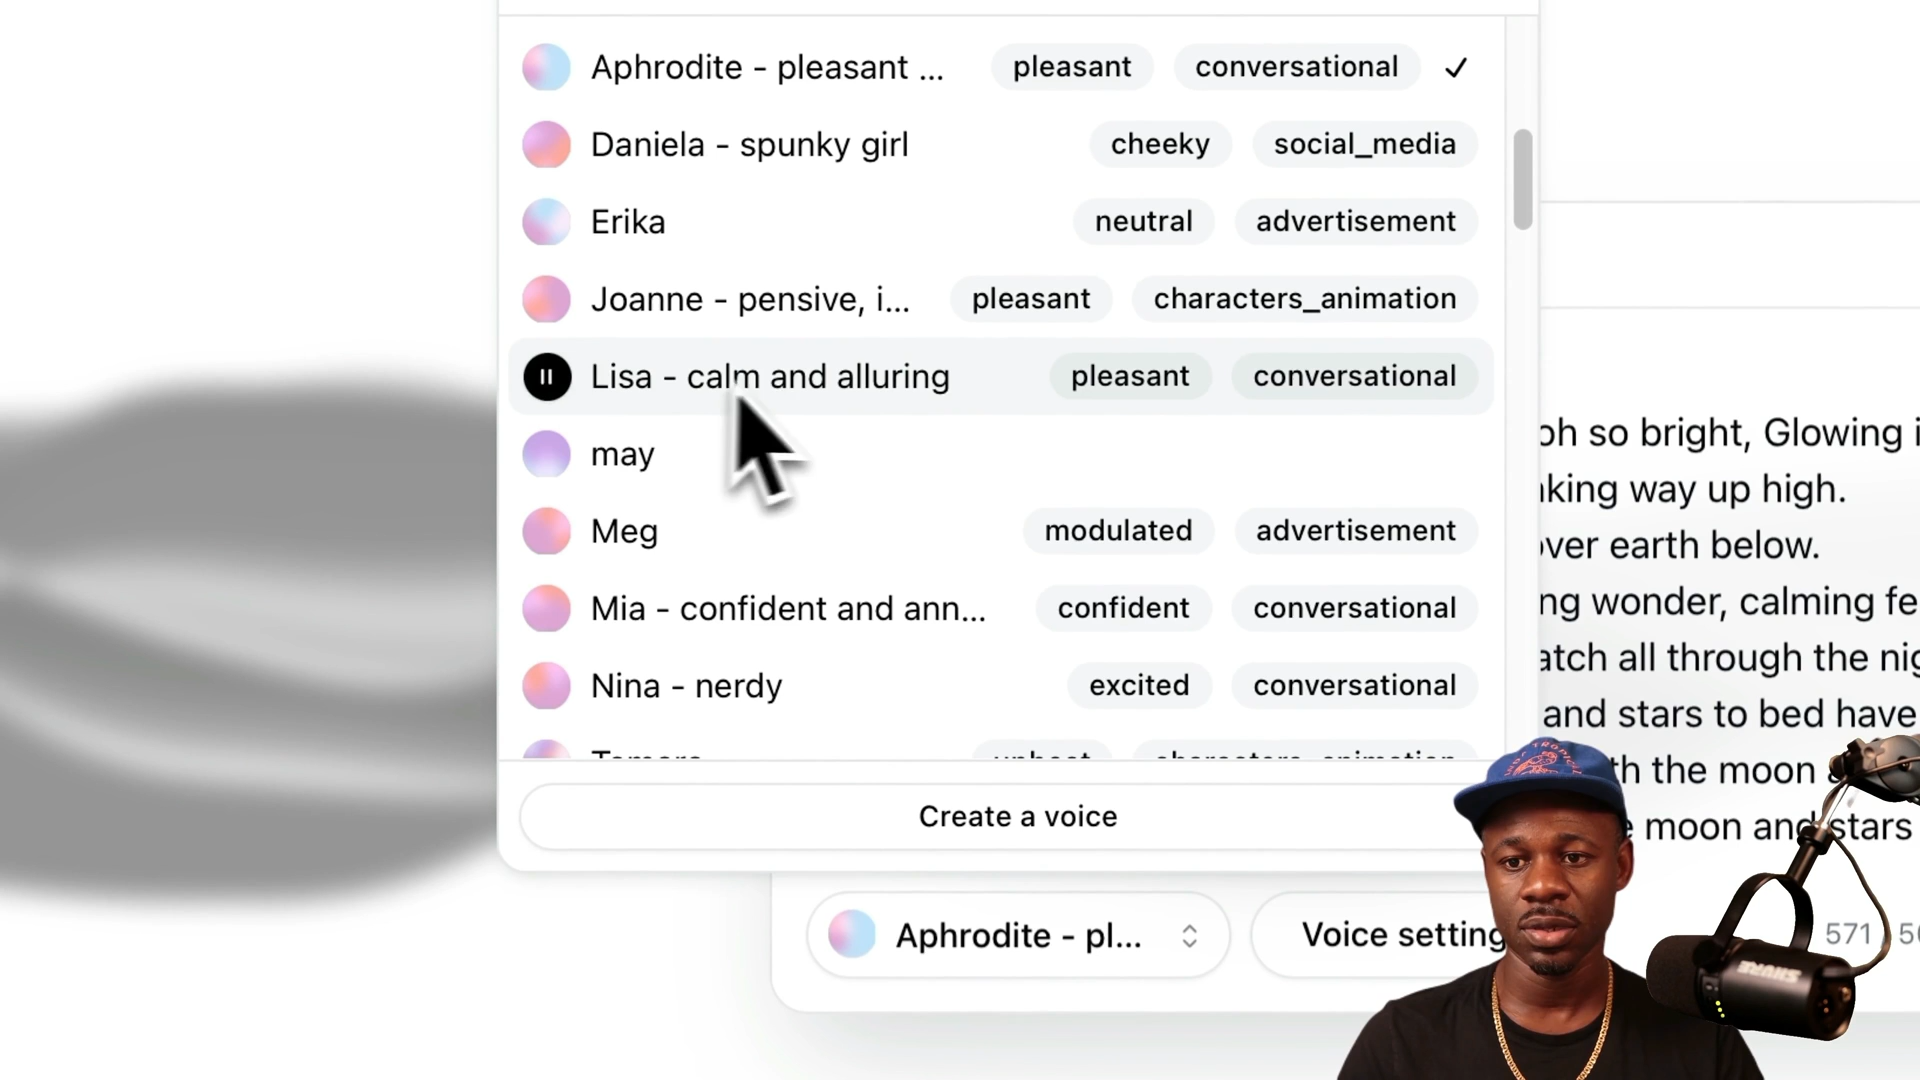 Aphrodite - pleasant ... pleasant conversational
Daniela - spunky girl cheeky social_media
Erika neutral advertisement
Joanne - pensive, i... pleasant characters_animation
Lisa - calm and alluring pleasant conversational
may
Meg modulated advertisement
Mia - confident and ann... confident conversational
Nina - nerdy excited conversational
Create a voice
Aphrodite - pl...
Voice setting
571
oh so bright, Glowing i
king way up high.
over earth below.
ng wonder, calming fe
atch all through the nig
and stars to bed have
th the moon
moon and stars
SHURE